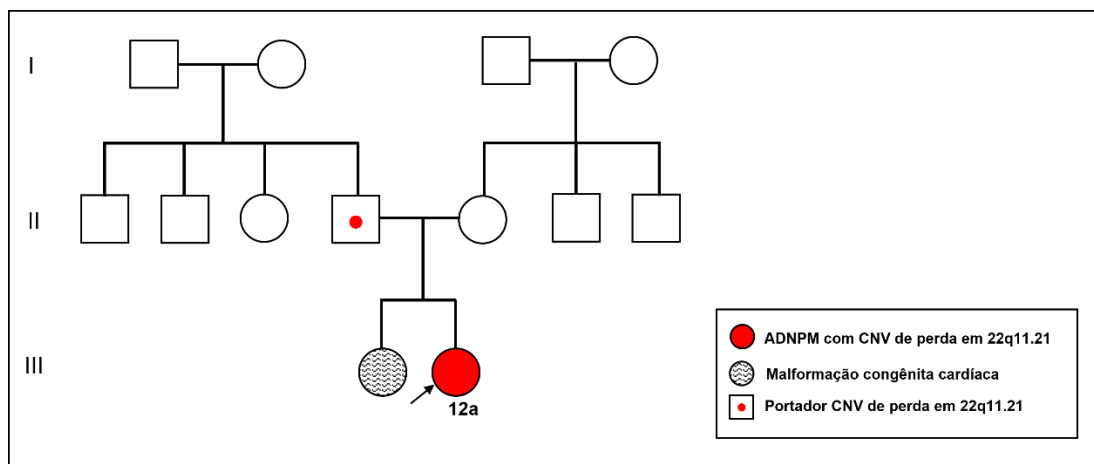 I
II
III
12a
ADNPM com CNV de perda em 22q11.21
Malformação congênita cardíaca
Portador CNV de perda em 22q11.21